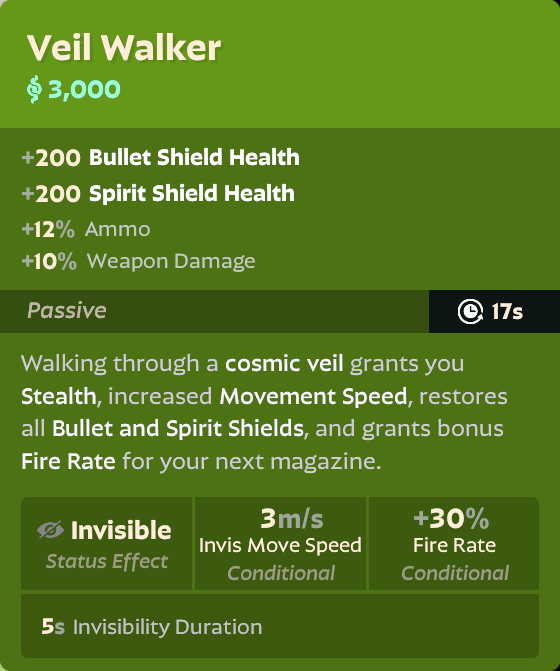 Veil Walker
3,000
+200 Bullet Shield Health
+200 Spirit Shield Health
+12% Ammo
+10% Weapon Damage
Passive 17s
Walking through a cosmic veil grants you
Stealth, increased Movement Speed, restores
all Bullet and Spirit Shields, and grants bonus
Fire Rate for your next magazine.
Invisible 3m/s +30%
Status Effect Invis Move Speed Fire Rate
Conditional Conditional
5s Invisibility Duration